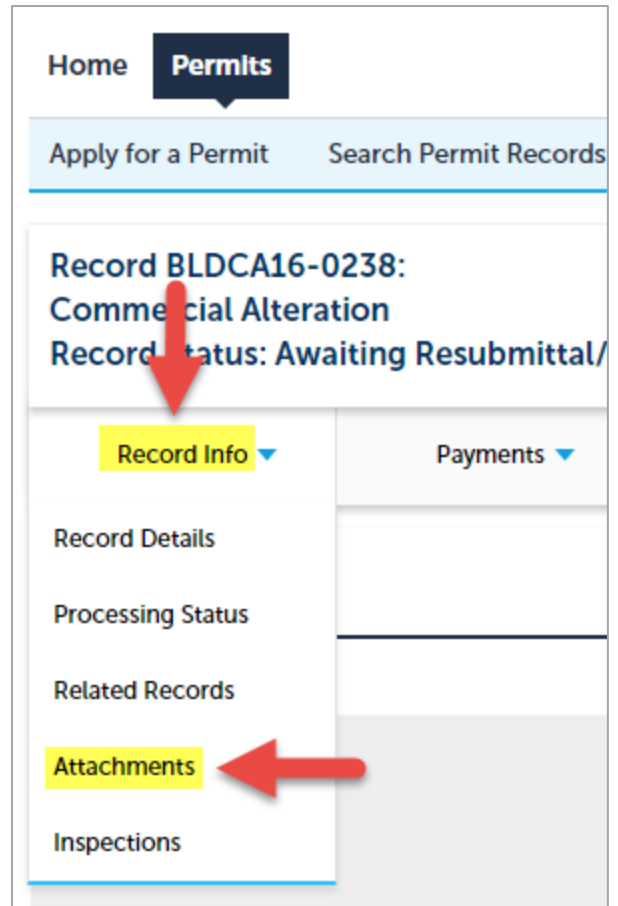 Home Permits
Apply for a Permit Search Permit Records
Record BLDCA16-0238:
Commercial Alteration
Record Status: Awaiting Resubmittal/
Record Info Payments
Record Details
Processing Status
Related Records
Attachments
Inspections